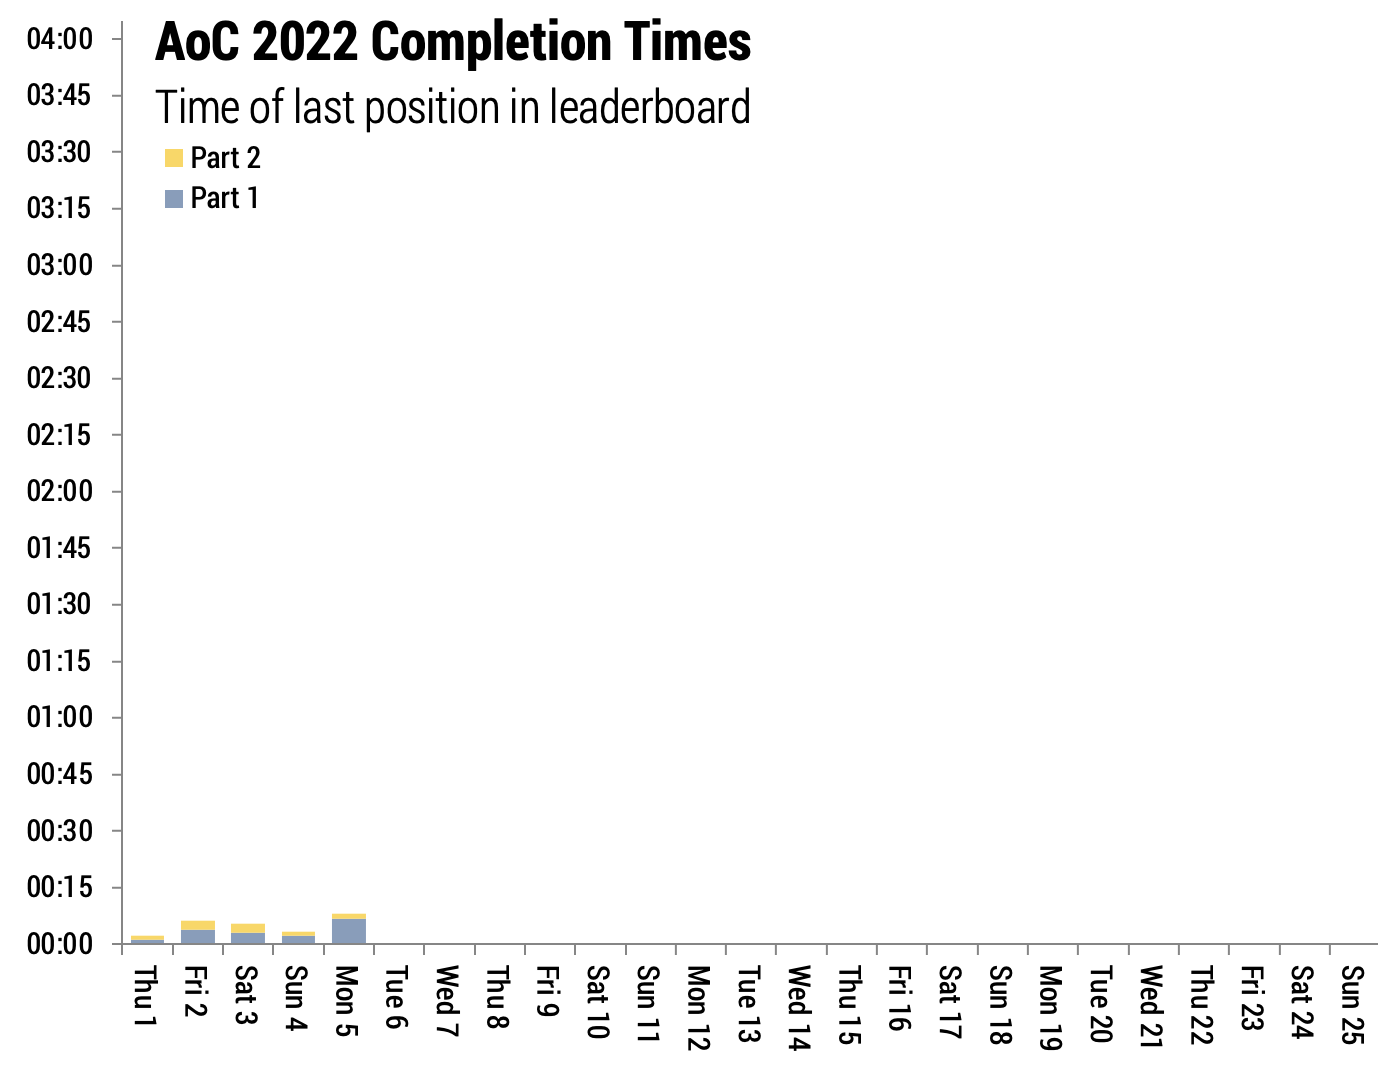 AoC 2022 Completion Times
Time of last position in leaderboard
Part 2
Part 1
04:00
03:45
03:30
03:15
03:00
02:45
02:30
02:15
02:00
01:45
01:30
01:15
01:00
00:45
00:30
00:15
00:00
Thu 1
Fri 2
Sat 3
Sun 4
Mon 5
Tue 6
Wed 7
Thu 8
Fri 9
Sat 10
Sun 11
Mon 12
Tue 13
Wed 14
Thu 15
Fri 16
Sat 17
Sun 18
Mon 19
Tue 20
Wed 21
Thu 22
Fri 23
Sat 24
Sun 25